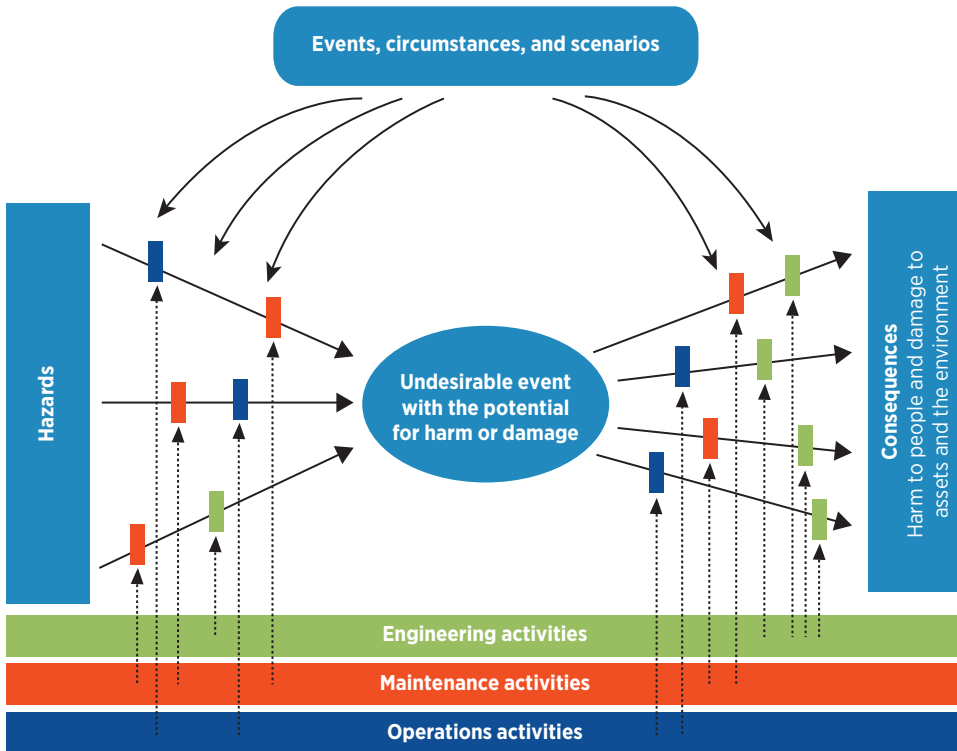 Events, circumstances, and scenarios
Hazards
Undesirable event
with the potential
for harm or damage
Consequences
Harm to people and damage to
assets and the environment
Engineering activities
Maintenance activities
Operations activities